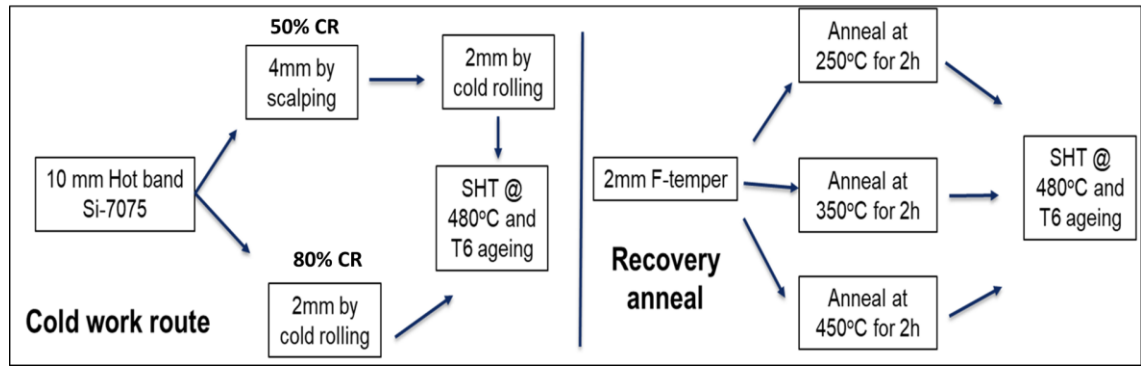 50% CR
4mm by
scalping
2mm by
cold rolling
10 mm Hot band
Si-7075
SHT @
480°C and
T6 ageing
80% CR
2mm by
cold rolling
Cold work route
Anneal at
250°C for 2h
2mm F-temper
Anneal at
350°C for 2h
SHT @
480°C and
T6 ageing
Recovery
anneal
Anneal at
450°C for 2h